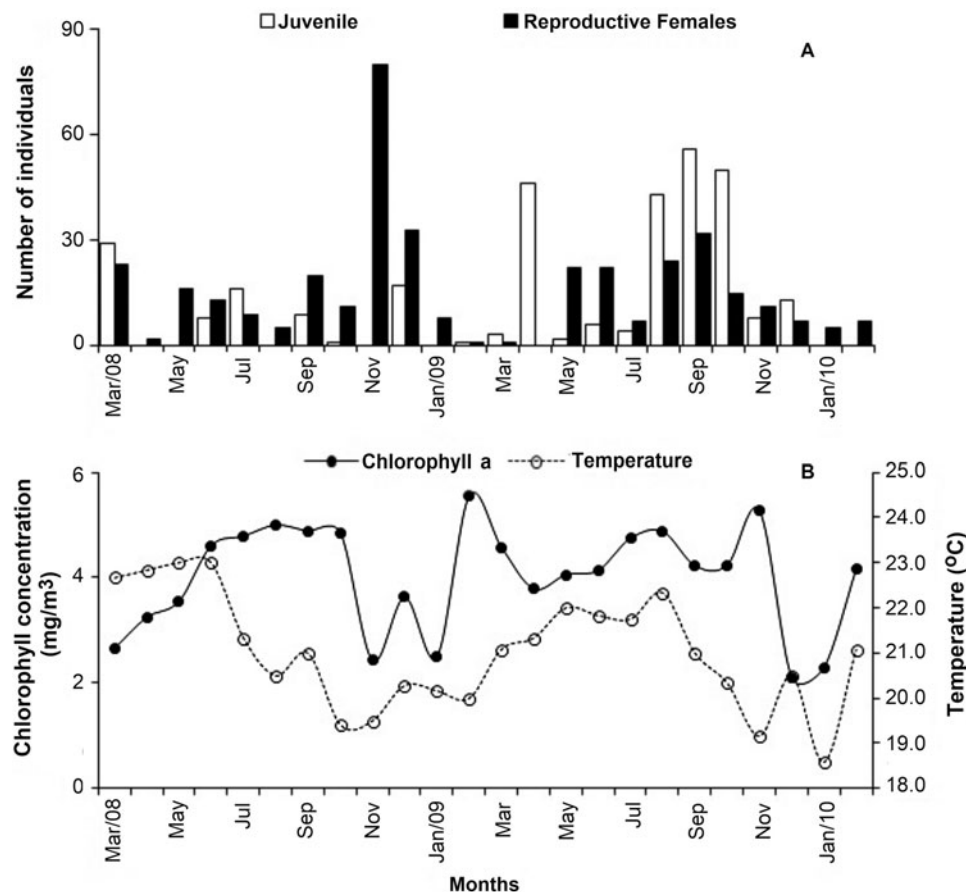 Juvenile Reproductive Females
A
Number of individuals
90
60
30
0
Mar/08 May Jul Sep Nov Jan/09 Mar May Jul Sep Nov Jan/10
Chlorophyll a Temperature
B
Chlorophyll concentration
(mg/m³)
6
4
2
0
25.0
24.0
23.0
22.0
21.0
20.0
19.0
18.0
Temperature (ºC)
Mar/08 May Jul Sep Nov Jan/09 Mar May Jul Sep Nov Jan/10
Months